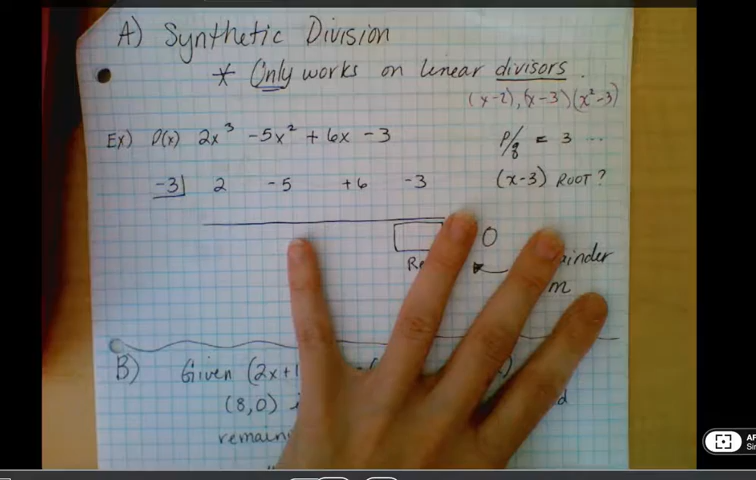 A) Synthetic Division
* Only works on linear divisors.
(x-2), (x-3) (x²-3)
Ex) P(x) 2x³ -5x² + 6x -3
P/q = 3 ...
-3| 2 -5 +6 -3
(x-3) ROOT?
0
B) Given (2x+1
(8,0)